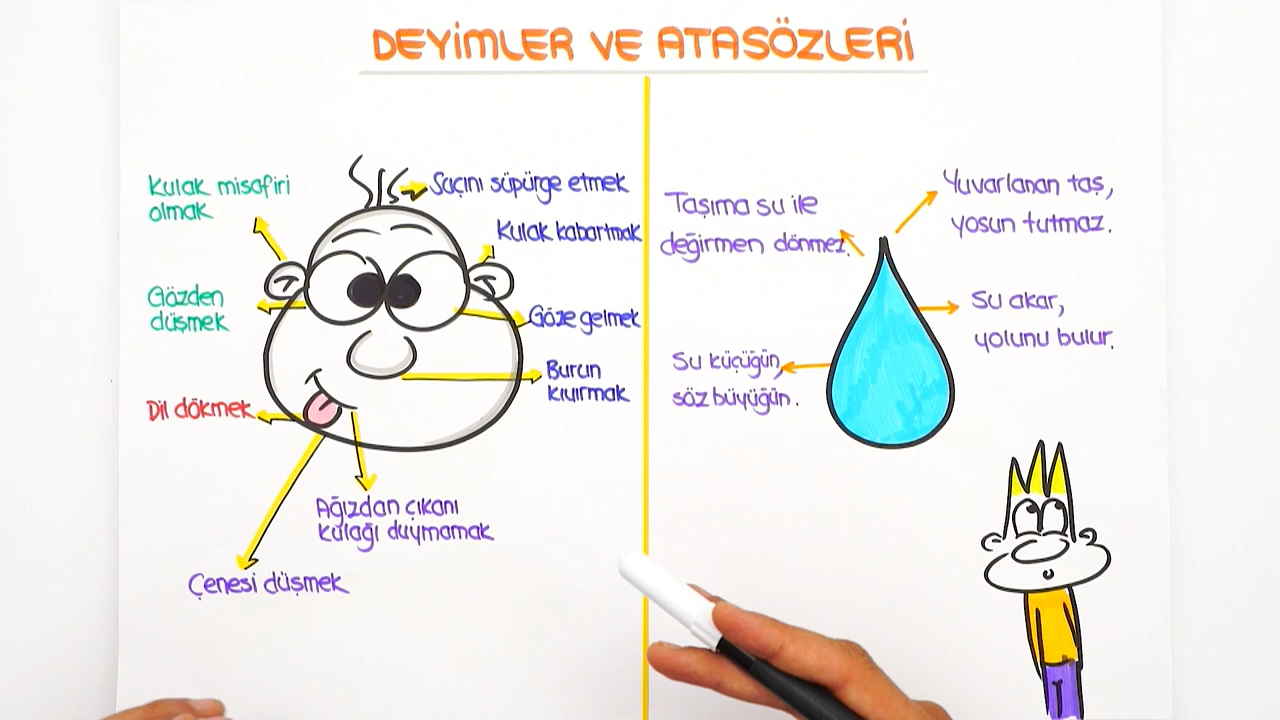 DEYİMLER VE ATASÖZLERİ
Kulak misafiri
olmak
Saçını süpürge etmek
Kulak kabartmak
Gözden
düşmek
Göze gelmek
Burun
kıvırmak
Dil dökmek
Ağızdan çıkanı
kulağı duymamak
Çenesi düşmek
Taşıma su ile
değirmen dönmez.
Yuvarlanan taş,
yosun tutmaz.
Su akar,
yolunu bulur.
Su küçüğün,
söz büyüğün.